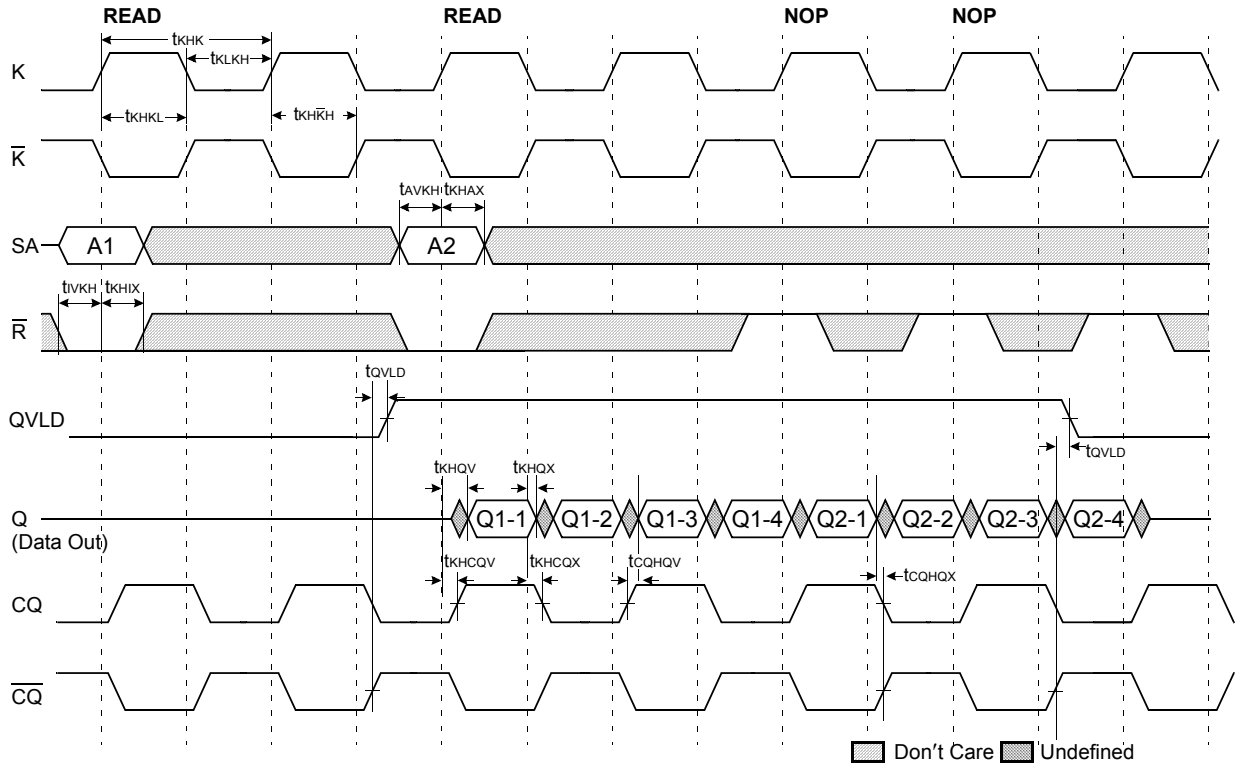 READ READ NOP NOP
tKHK
tKLKH
K
tKHKL tKHK̅H
K̅
tAVKH tKHAX
SA A1 A2
tIVKH tKHIX
R̅
tQVLD
QVLD
tQVLD
tKHQV tKHQX
Q Q1-1 Q1-2 Q1-3 Q1-4 Q2-1 Q2-2 Q2-3 Q2-4
(Data Out)
tKHCQV tKHCQX tCQHQV tCQHQX
CQ
C̅Q̅
Don't Care Undefined